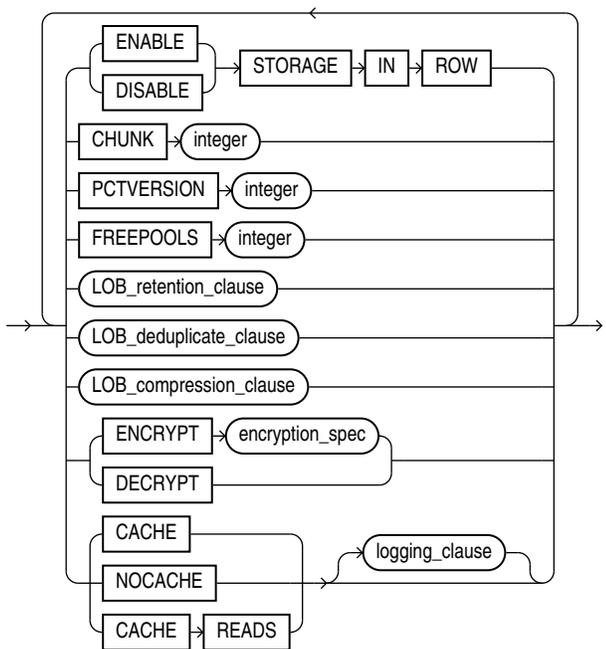 ENABLE
DISABLE
STORAGE IN ROW
CHUNK integer
PCTVERSION integer
FREEPOOLS integer
LOB_retention_clause
LOB_deduplicate_clause
LOB_compression_clause
ENCRYPT encryption_spec
DECRYPT
CACHE
NOCACHE
CACHE READS
logging_clause